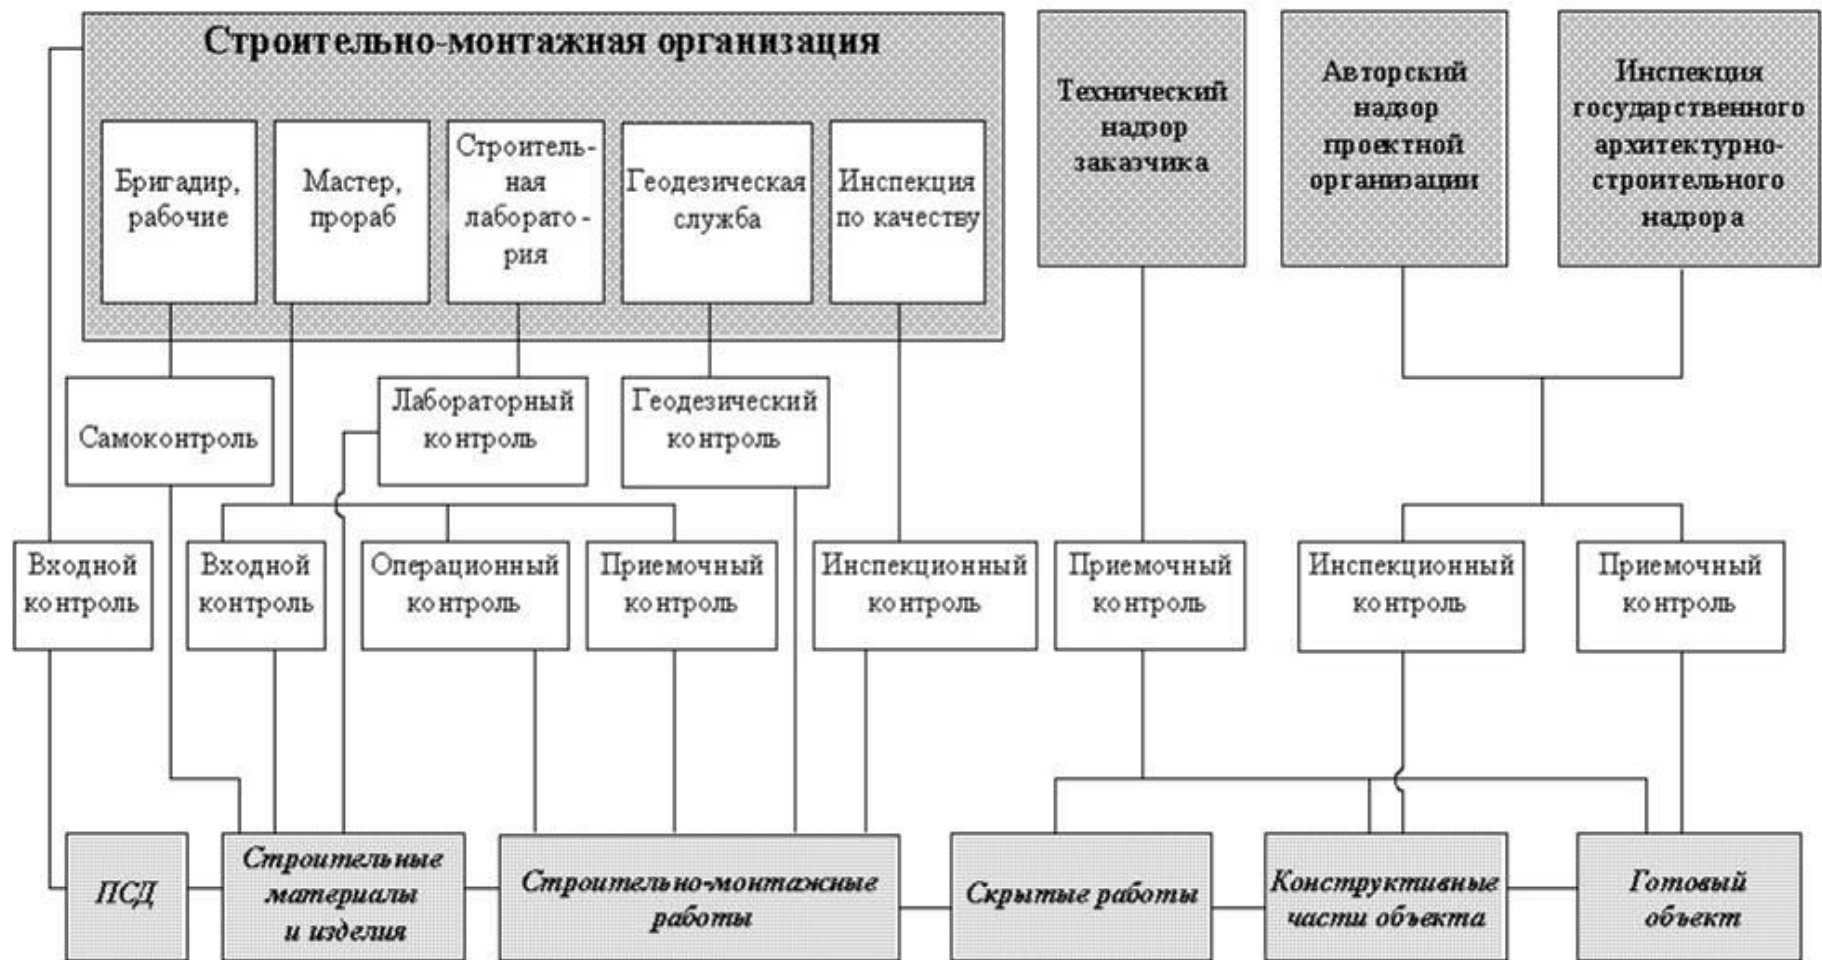 Строительно-монтажная организация
Бригадир,
рабочие
Мастер,
прораб
Строитель-
ная
лаборато-
рия
Геодезическая
служба
Инспекция
по качеству
Технический
надзор
заказчика
Авторский
надзор
проектной
организации
Инспекция
государственного
архитектурно-
строительного
надзора
Самоконтроль
Лабораторный
контроль
Геодезический
контроль
Входной
контроль
Входной
контроль
Операционный
контроль
Приемочный
контроль
Инспекционный
контроль
Приемочный
контроль
Инспекционный
контроль
Приемочный
контроль
ПСД
Строительные
материалы
и изделия
Строительно-монтажные
работы
Скрытые работы
Конструктивные
части объекта
Готовый
объект